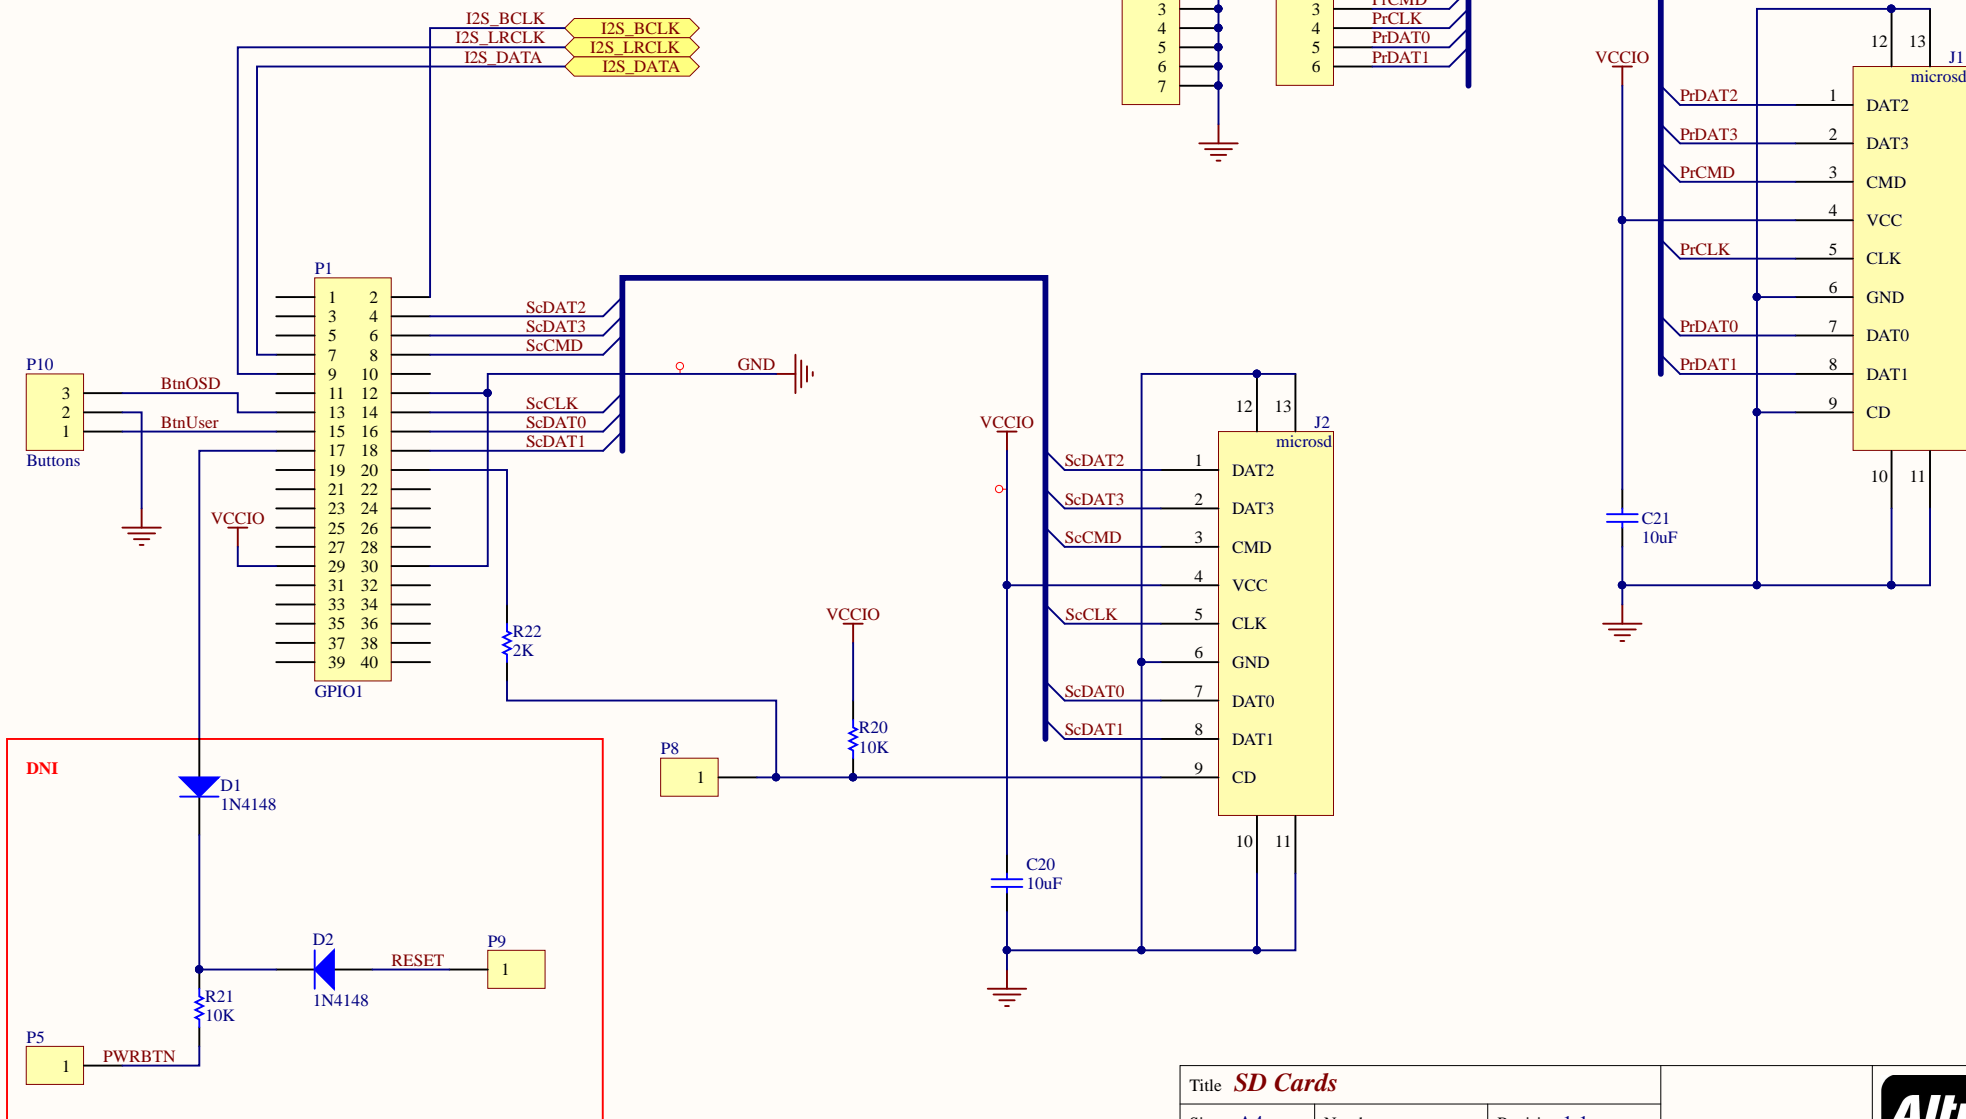 I2S_BCLK I2S_BCLK
I2S_LRCLK I2S_LRCLK
I2S_DATA I2S_DATA
3
4
5
6
7
3
4 PrCLK
5 PrDAT0
6 PrDAT1
VCCIO
12 13
J1
microsd
PrDAT2 1 DAT2
PrDAT3 2 DAT3
PrCMD 3 CMD
4 VCC
PrCLK 5 CLK
6 GND
PrDAT0 7 DAT0
PrDAT1 8 DAT1
9 CD
10 11
C21
10uF
P1
1 2
3 4 ScDAT2
5 6 ScDAT3
7 8 ScCMD
9 10
11 12
13 14 ScCLK
15 16 ScDAT0
17 18 ScDAT1
19 20
21 22
23 24
25 26
27 28
29 30
31 32
33 34
35 36
37 38
39 40
GPIO1
GND
P10
3 BtnOSD
2
1 BtnUser
Buttons
VCCIO
R22
2K
VCCIO
R20
10K
P8
1
VCCIO
12 13
J2
microsd
ScDAT2 1 DAT2
ScDAT3 2 DAT3
ScCMD 3 CMD
4 VCC
ScCLK 5 CLK
6 GND
ScDAT0 7 DAT0
ScDAT1 8 DAT1
9 CD
10 11
C20
10uF
DNI
D1
1N4148
D2
1N4148
RESET
P9
1
R21
10K
P5
1 PWRBTN
Title SD Cards